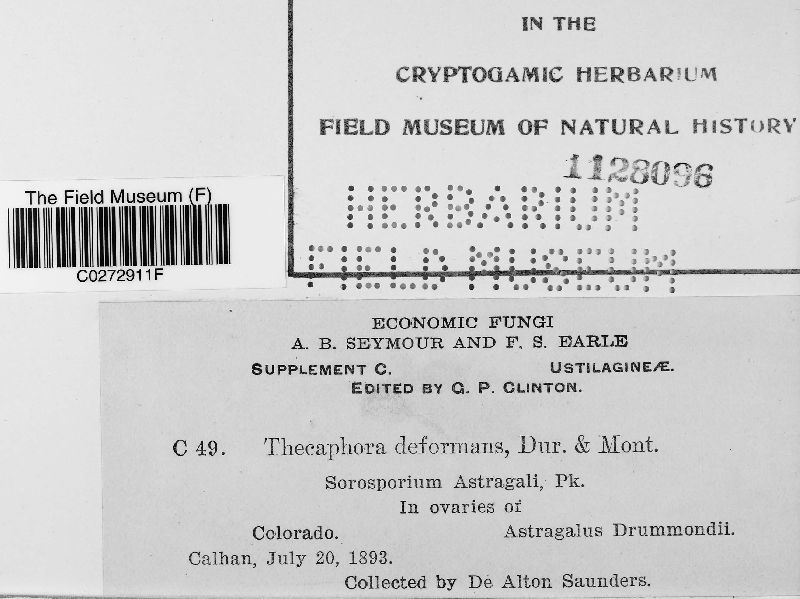 IN THE
CRYPTOGAMIC HERBARIUM
FIELD MUSEUM OF NATURAL HISTORY
1128096
HERBARIUM
FIELD MUSEUM
The Field Museum (F)
C0272911F
ECONOMIC FUNGI
A. B. SEYMOUR AND F. S. EARLE
SUPPLEMENT C. USTILAGINEÆ.
EDITED BY G. P. CLINTON.
C 49. Thecaphora deformans, Dur. & Mont.
Sorosporium Astragali, Pk.
In ovaries of
Colorado. Astragalus Drummondii.
Calhan, July 20, 1893.
Collected by De Alton Saunders.